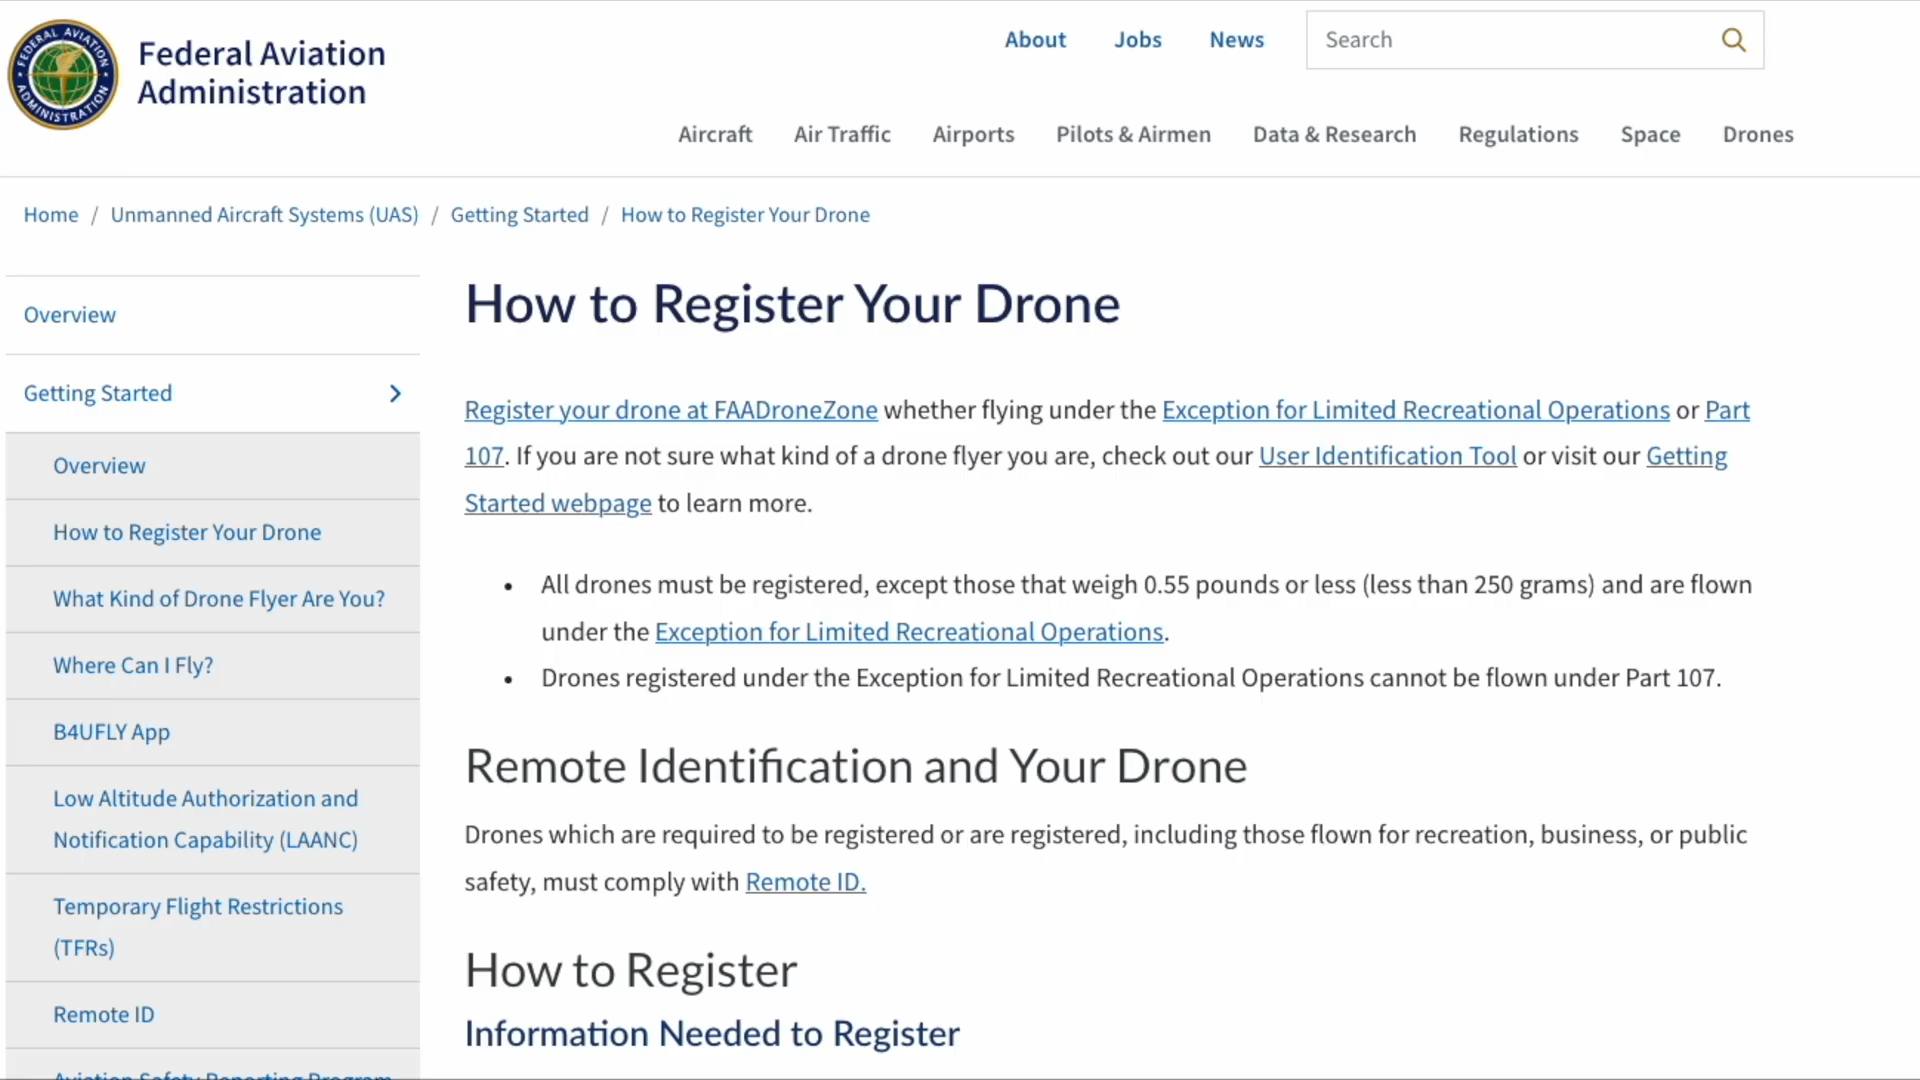 Federal Aviation
Administration
FEDERAL AVIATION
ADMINISTRATION
About
Jobs
News
Search
Aircraft
Air Traffic
Airports
Pilots & Airmen
Data & Research
Regulations
Space
Drones
Home / Unmanned Aircraft Systems (UAS) / Getting Started / How to Register Your Drone
Overview
Getting Started
Overview
How to Register Your Drone
What Kind of Drone Flyer Are You?
Where Can I Fly?
B4UFLY App
Low Altitude Authorization and
Notification Capability (LAANC)
Temporary Flight Restrictions
(TFRs)
Remote ID
Aviation Safety Reporting Program
How to Register Your Drone
Register your drone at FAADroneZone whether flying under the Exception for Limited Recreational Operations or Part
107. If you are not sure what kind of a drone flyer you are, check out our User Identification Tool or visit our Getting
Started webpage to learn more.
• All drones must be registered, except those that weigh 0.55 pounds or less (less than 250 grams) and are flown
under the Exception for Limited Recreational Operations.
• Drones registered under the Exception for Limited Recreational Operations cannot be flown under Part 107.
Remote Identification and Your Drone
Drones which are required to be registered or are registered, including those flown for recreation, business, or public
safety, must comply with Remote ID.
How to Register
Information Needed to Register